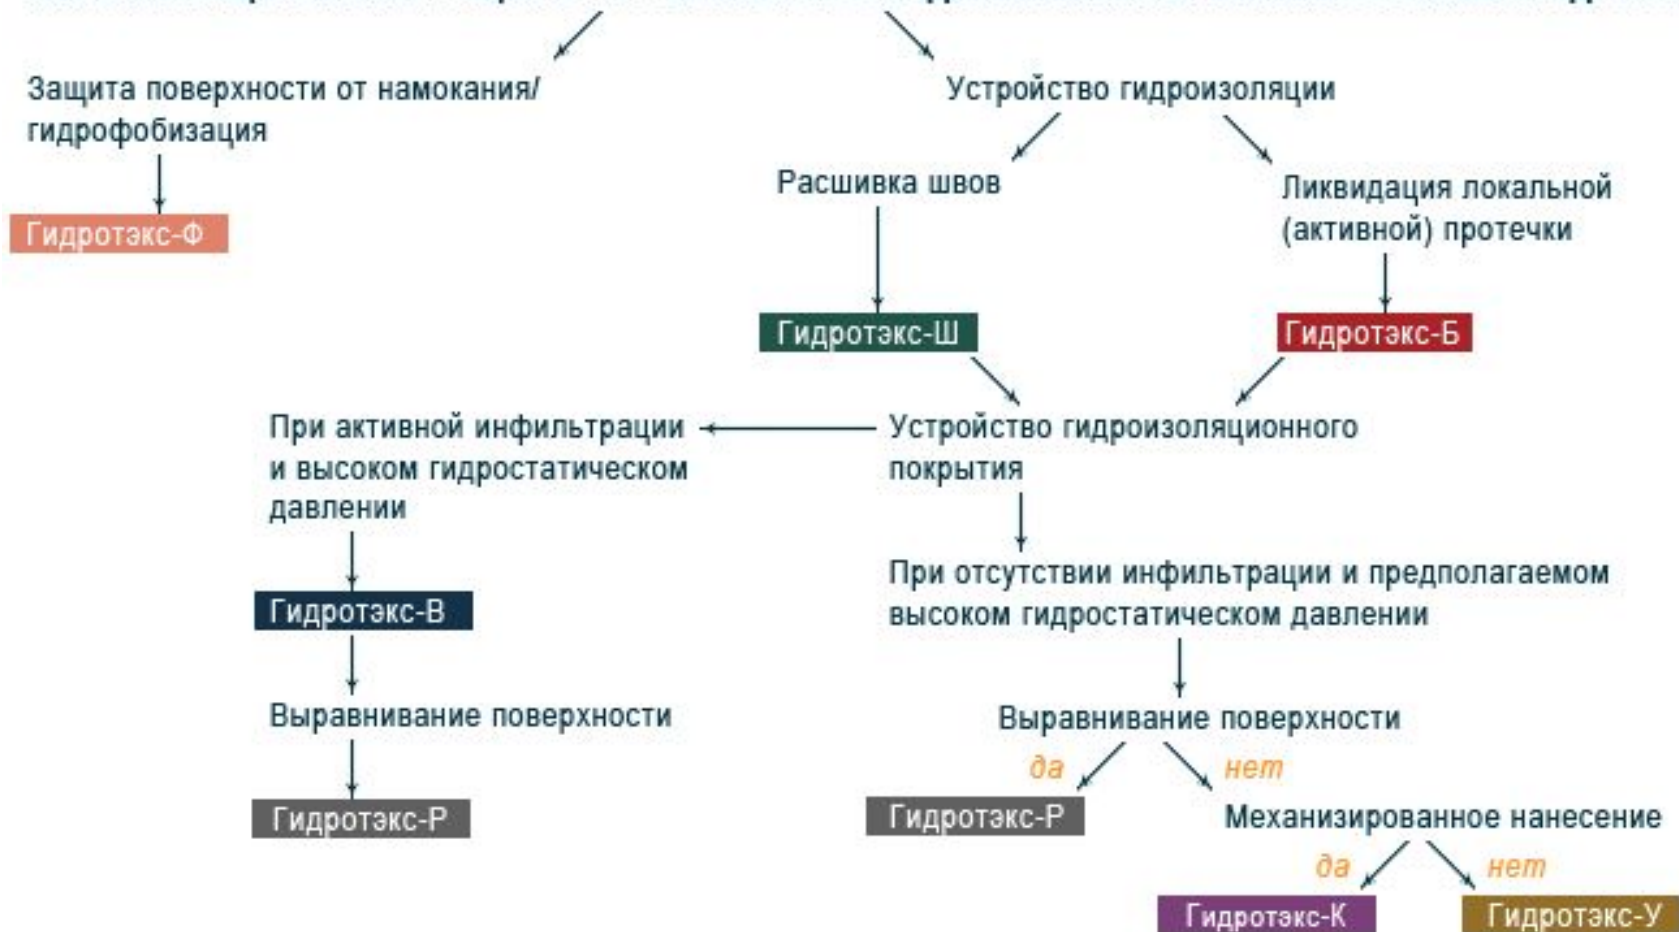 Защита поверхности от намокания/
гидрофобизация
Гидротэкс-Ф
Устройство гидроизоляции
Расшивка швов
Ликвидация локальной
(активной) протечки
Гидротэкс-Ш
Гидротэкс-Б
При активной инфильтрации
и высоком гидростатическом
давлении
Устройство гидроизоляционного
покрытия
Гидротэкс-В
При отсутствии инфильтрации и предполагаемом
высоком гидростатическом давлении
Выравнивание поверхности
Выравнивание поверхности
да
нет
Гидротэкс-Р
Гидротэкс-Р
Механизированное нанесение
да
нет
Гидротэкс-К
Гидротэкс-У